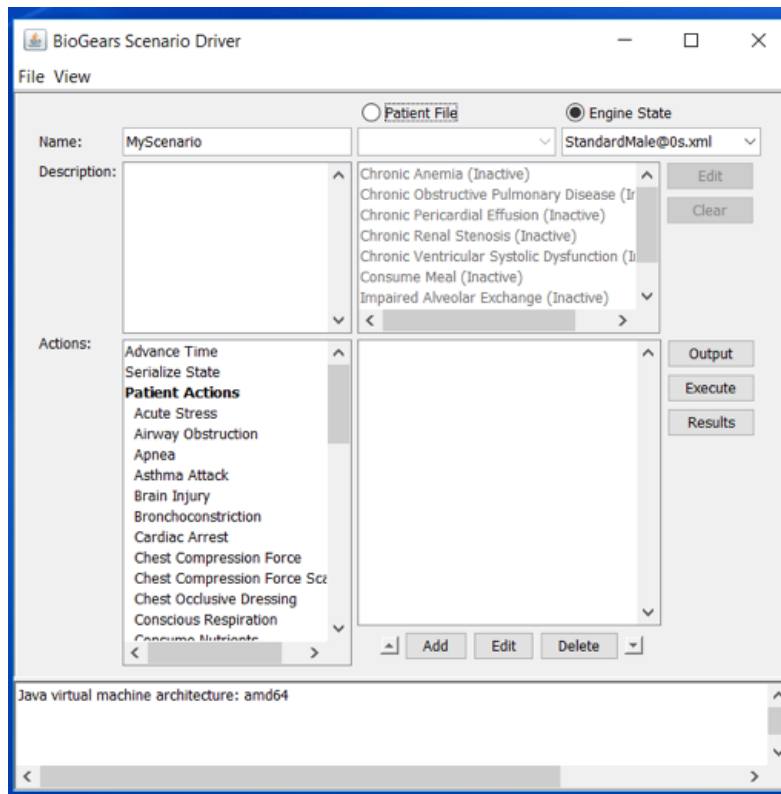 BioGears Scenario Driver
File View
Patient File
Engine State
Name:
MyScenario
StandardMale@0s.xml
Description:
Chronic Anemia (Inactive)
Chronic Obstructive Pulmonary Disease (Ir
Chronic Pericardial Effusion (Inactive)
Chronic Renal Stenosis (Inactive)
Chronic Ventricular Systolic Dysfunction (I
Consume Meal (Inactive)
Impaired Alveolar Exchange (Inactive)
Edit
Clear
Actions:
Advance Time
Serialize State
Patient Actions
Acute Stress
Airway Obstruction
Apnea
Asthma Attack
Brain Injury
Bronchoconstriction
Cardiac Arrest
Chest Compression Force
Chest Compression Force Sca
Chest Occlusive Dressing
Conscious Respiration
Consume Nutrients
Output
Execute
Results
Add
Edit
Delete
Java virtual machine architecture: amd64